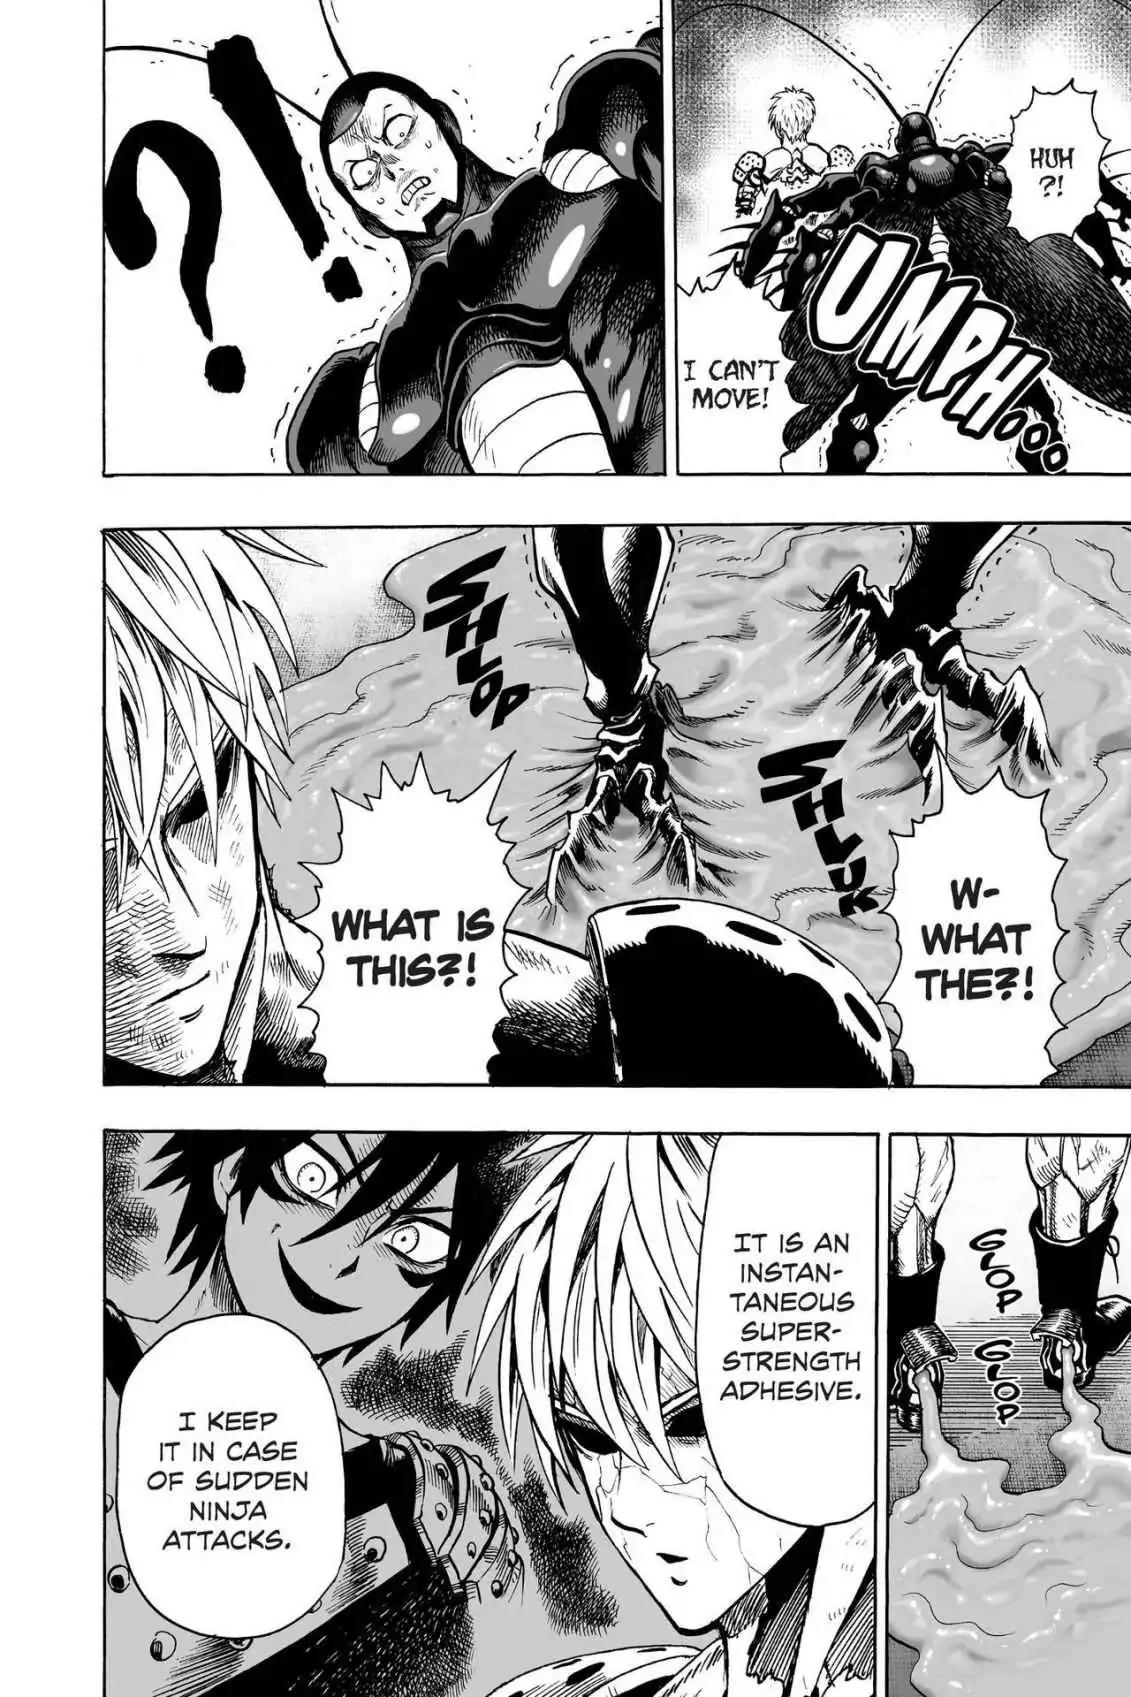 HUH
?!
I CAN'T
MOVE!
UMPH...
?!
SHLOP
SHLUK
W-
WHAT
THE?!
WHAT IS
THIS?!
GLOP
GLOP
IT IS AN
INSTAN-
TANEOUS
SUPER-
STRENGTH
ADHESIVE.
I KEEP
IT IN CASE
OF SUDDEN
NINJA
ATTACKS.